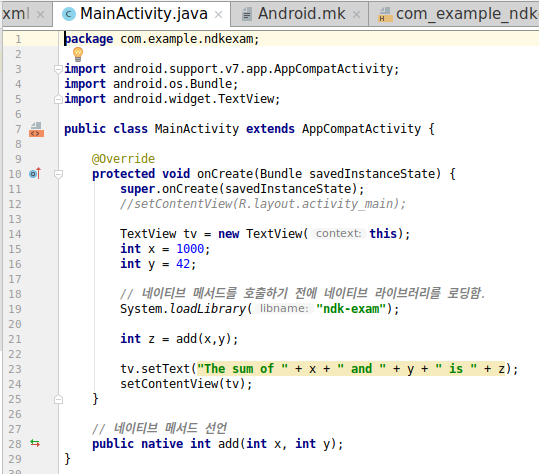 xml MainActivity.java Android.mk com_example_ndk
1 package com.example.ndkexam;
2
3 import android.support.v7.app.AppCompatActivity;
4 import android.os.Bundle;
5 import android.widget.TextView;
6
7 public class MainActivity extends AppCompatActivity {
8
9 @Override
10 protected void onCreate(Bundle savedInstanceState) {
11 super.onCreate(savedInstanceState);
12 //setContentView(R.layout.activity_main);
13
14 TextView tv = new TextView( context: this);
15 int x = 1000;
16 int y = 42;
17
18 // 네이티브 메서드를 호출하기 전에 네이티브 라이브러리를 로딩함.
19 System.loadLibrary( libname: "ndk-exam");
20
21 int z = add(x,y);
22
23 tv.setText("The sum of " + x + " and " + y + " is " + z);
24 setContentView(tv);
25 }
26
27 // 네이티브 메서드 선언
28 public native int add(int x, int y);
29 }